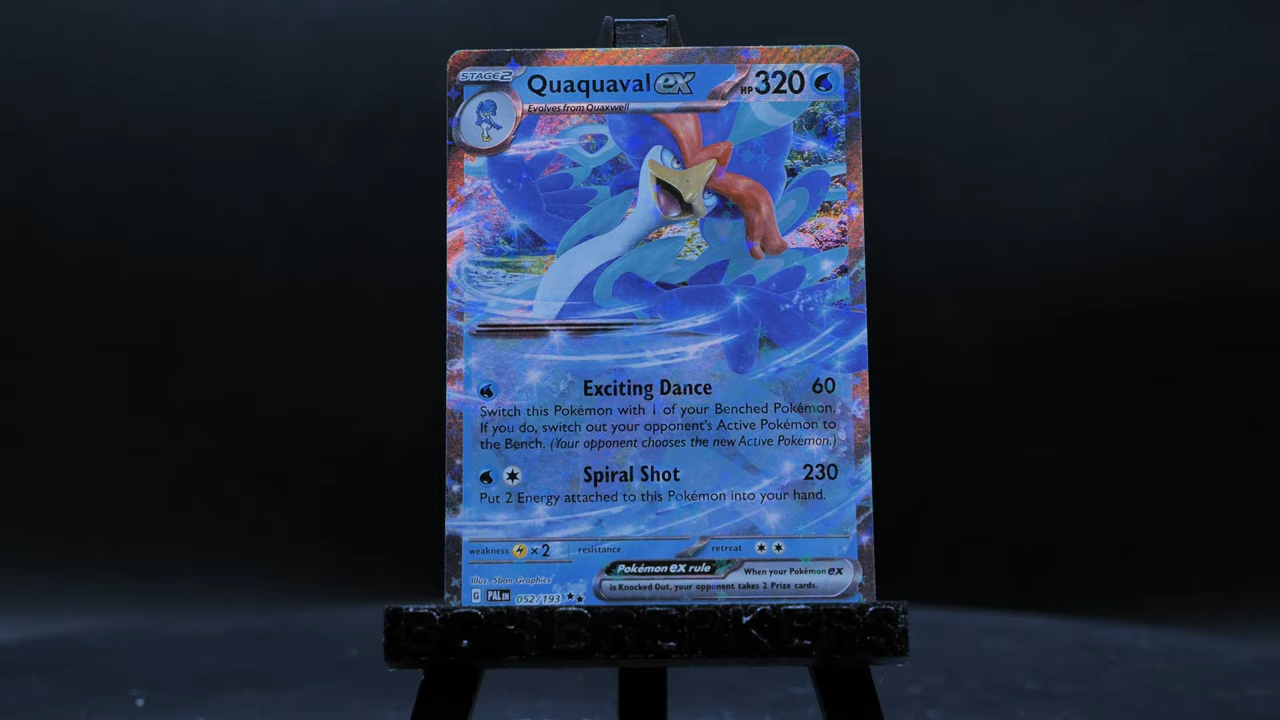 STAGE2 Quaquaval ex HP 320
Evolves from Quaxwell
Exciting Dance 60
Switch this Pokémon with 1 of your Benched Pokémon.
If you do, switch out your opponent's Active Pokémon to
the Bench. (Your opponent chooses the new Active Pokémon.)
Spiral Shot 230
Put 2 Energy attached to this Pokémon into your hand.
weakness ×2 resistance retreat
Pokémon ex rule When your Pokémon ex
is Knocked Out, your opponent takes 2 Prize cards.
Illus. 5ban Graphics
G PAL EN 052/193
BOB BREAKERS